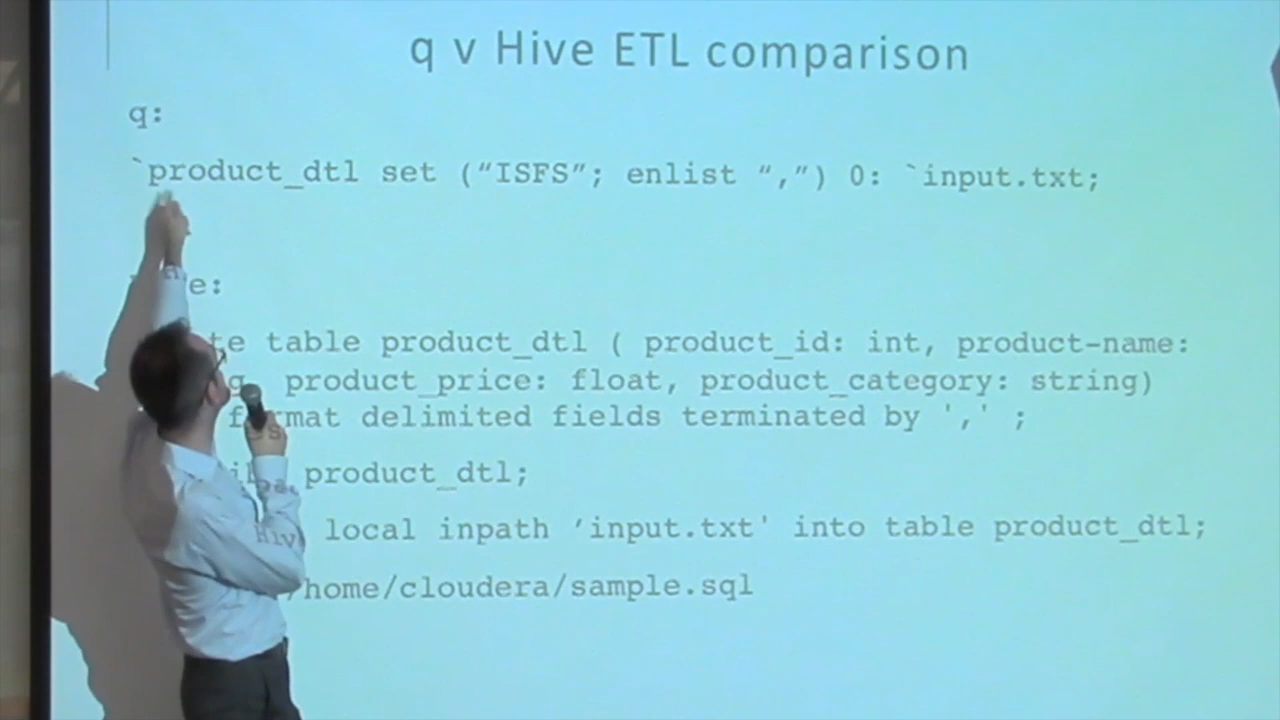 q v Hive ETL comparison
q:
`product_dtl set (“ISFS”; enlist “,”) 0: `input.txt;
e:
te table product_dtl ( product_id: int, product-name:
g, product_price: float, product_category: string)
format delimited fields terminated by ',' ;
product_dtl;
local inpath ’input.txt' into table product_dtl;
/home/cloudera/sample.sql